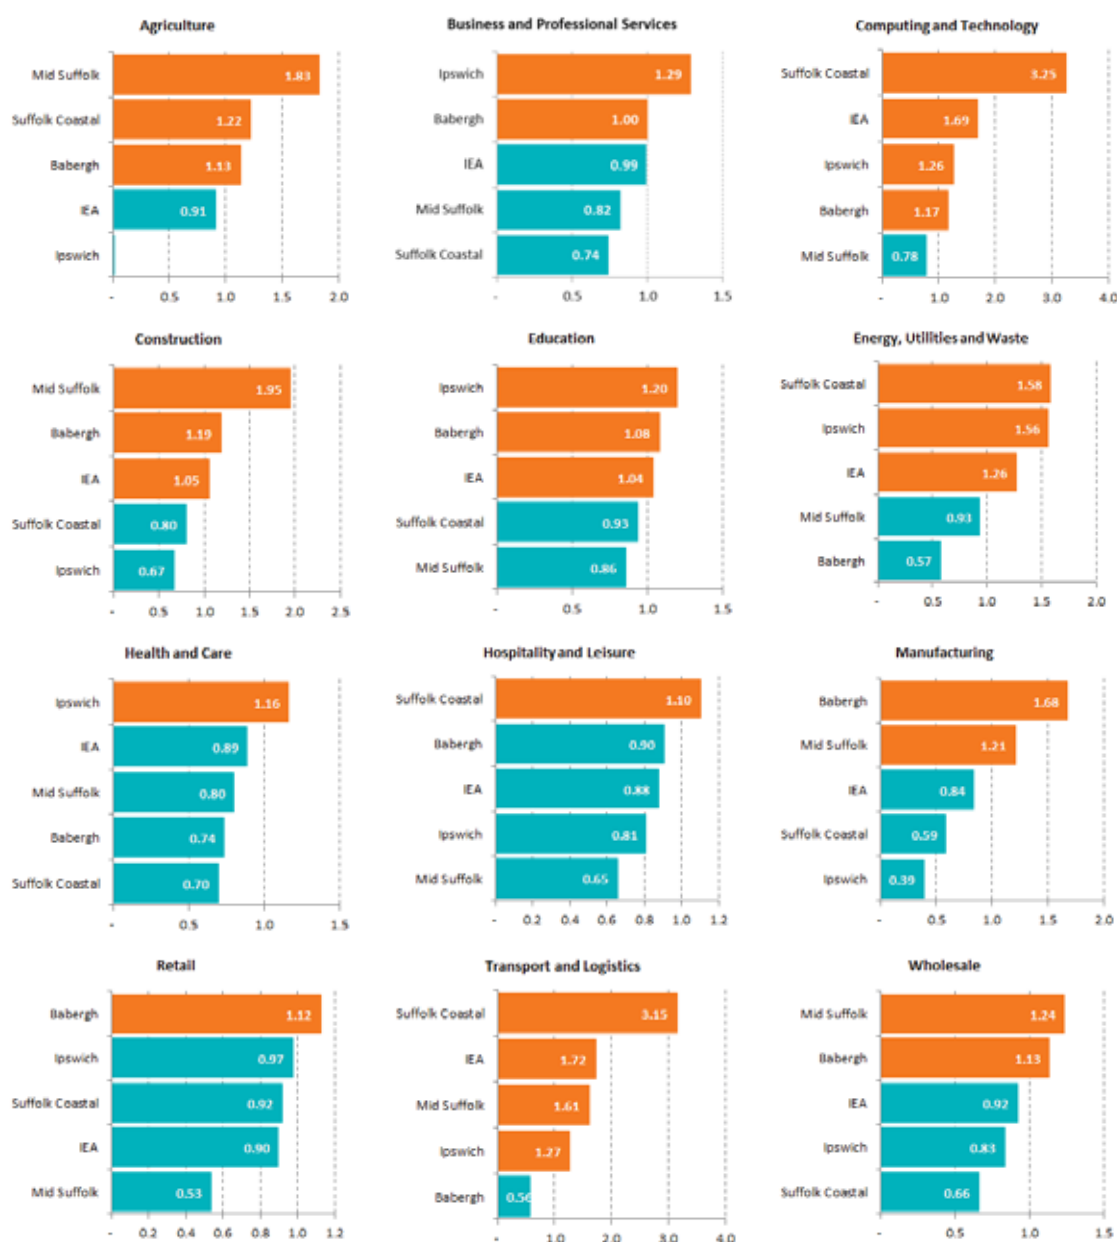 Agriculture
Mid Suffolk 1.83
Suffolk Coastal 1.22
Babergh 1.13
IEA 0.91
Ipswich
- 0.5 1.0 1.5 2.0
Business and Professional Services
Ipswich 1.29
Babergh 1.00
IEA 0.99
Mid Suffolk 0.82
Suffolk Coastal 0.74
- 0.5 1.0 1.5
Computing and Technology
Suffolk Coastal 3.25
IEA 1.69
Ipswich 1.26
Babergh 1.17
Mid Suffolk 0.78
- 1.0 2.0 3.0 4.0
Construction
Mid Suffolk 1.95
Babergh 1.19
IEA 1.05
Suffolk Coastal 0.80
Ipswich 0.67
- 0.5 1.0 1.5 2.0 2.5
Education
Ipswich 1.20
Babergh 1.08
IEA 1.04
Suffolk Coastal 0.93
Mid Suffolk 0.86
- 0.5 1.0 1.5
Energy, Utilities and Waste
Suffolk Coastal 1.58
Ipswich 1.56
IEA 1.26
Mid Suffolk 0.93
Babergh 0.57
- 0.5 1.0 1.5 2.0
Health and Care
Ipswich 1.16
IEA 0.89
Mid Suffolk 0.80
Babergh 0.74
Suffolk Coastal 0.70
- 0.5 1.0 1.5
Hospitality and Leisure
Suffolk Coastal 1.10
Babergh 0.90
IEA 0.88
Ipswich 0.81
Mid Suffolk 0.65
- 0.2 0.4 0.6 0.8 1.0 1.2
Manufacturing
Babergh 1.68
Mid Suffolk 1.21
IEA 0.84
Suffolk Coastal 0.59
Ipswich 0.39
- 0.5 1.0 1.5 2.0
Retail
Babergh 1.12
Ipswich 0.97
Suffolk Coastal 0.92
IEA 0.90
Mid Suffolk 0.53
- 0.2 0.4 0.6 0.8 1.0 1.2
Transport and Logistics
Suffolk Coastal 3.15
IEA 1.72
Mid Suffolk 1.61
Ipswich 1.27
Babergh 0.56
- 1.0 2.0 3.0 4.0
Wholesale
Mid Suffolk 1.24
Babergh 1.13
IEA 0.92
Ipswich 0.83
Suffolk Coastal 0.66
- 0.5 1.0 1.5